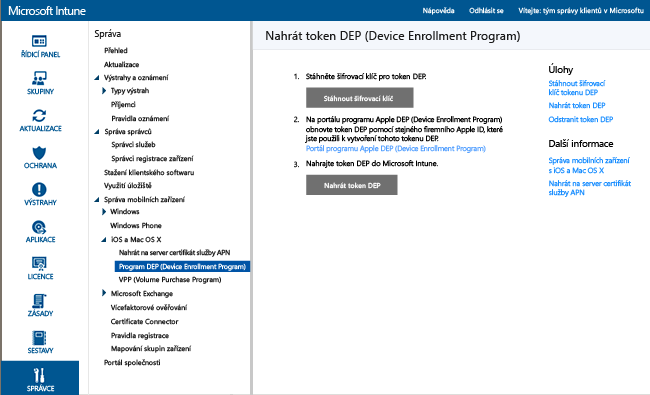 Microsoft Intune
Nápověda
Odhlásit se
Vítejte: tým správy klientů v Microsoftu
ŘÍDICÍ PANEL
SKUPINY
AKTUALIZACE
OCHRANA
VÝSTRAHY
APLIKACE
LICENCE
ZÁSADY
SESTAVY
SPRÁVCE
Správa
Přehled
Aktualizace
Výstrahy a oznámení
Typy výstrah
Příjemci
Pravidla oznámení
Správa správců
Správci služeb
Správci registrace zařízení
Stažení klientského softwaru
Využití úložiště
Správa mobilních zařízení
Windows
Windows Phone
iOS a Mac OS X
Nahrát na server certifikát služby APN
Program DEP (Device Enrollment Program)
VPP (Volume Purchase Program)
Microsoft Exchange
Vícefaktorové ověřování
Certificate Connector
Pravidla registrace
Mapování skupin zařízení
Portál společnosti
Nahrát token DEP (Device Enrollment Program)
1. Stáhněte šifrovací klíč pro token DEP.
Stáhnout šifrovací klíč
2. Na portálu programu Apple DEP (Device Enrollment Program)
obnovte token DEP pomocí stejného firemního Apple ID, které
jste použili k vytvoření tohoto tokenu DEP.
Portál programu Apple DEP (Device Enrollment Program)
3. Nahrajte token DEP do Microsoft Intune.
Nahrát token DEP
Úlohy
Stáhnout šifrovací
klíč tokenu DEP
Nahrát token DEP
Odstranit token DEP
Další informace
Správa mobilních zařízení
s iOS a Mac OS X
Nahrát na server certifikát
služby APN